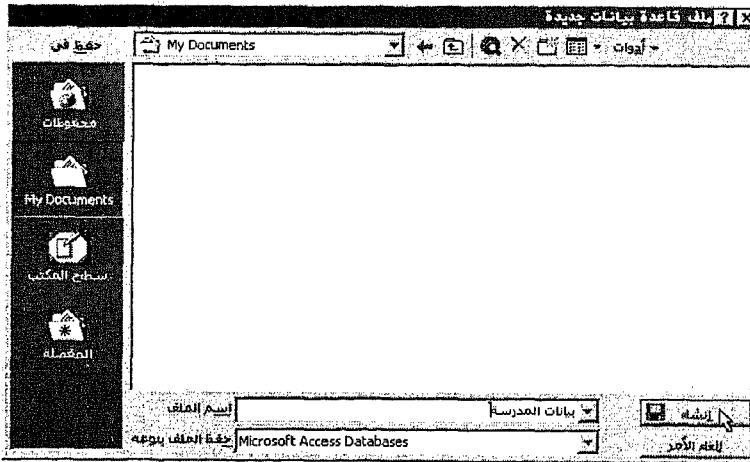 ملف قاعدة بيانات جديدة
حفظ في
My Documents
أدوات
محفوظات
My Documents
سطح المكتب
المفضلة
اسم الملف
بيانات المدرسة
إنشاء
حفظ الملف بنوعه
Microsoft Access Databases
إلغاء الأمر